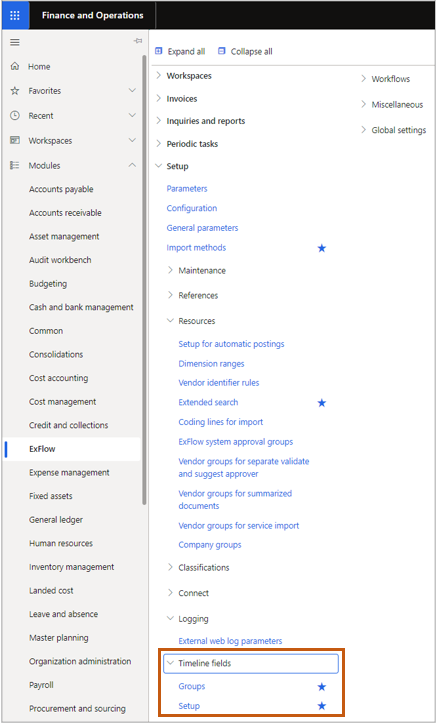 Finance and Operations
Home
Favorites
Recent
Workspaces
Modules
Accounts payable
Accounts receivable
Asset management
Audit workbench
Budgeting
Cash and bank management
Common
Consolidations
Cost accounting
Cost management
Credit and collections
ExFlow
Expense management
Fixed assets
General ledger
Human resources
Inventory management
Landed cost
Leave and absence
Master planning
Organization administration
Payroll
Procurement and sourcing
Expand all
Collapse all
Workspaces
Invoices
Inquiries and reports
Periodic tasks
Setup
Parameters
Configuration
General parameters
Import methods
Maintenance
References
Resources
Setup for automatic postings
Dimension ranges
Vendor identifier rules
Extended search
Coding lines for import
ExFlow system approval groups
Vendor groups for separate validate
and suggest approver
Vendor groups for summarized
documents
Vendor groups for service import
Company groups
Classifications
Connect
Logging
External web log parameters
Timeline fields
Groups
Setup
Workflows
Miscellaneous
Global settings